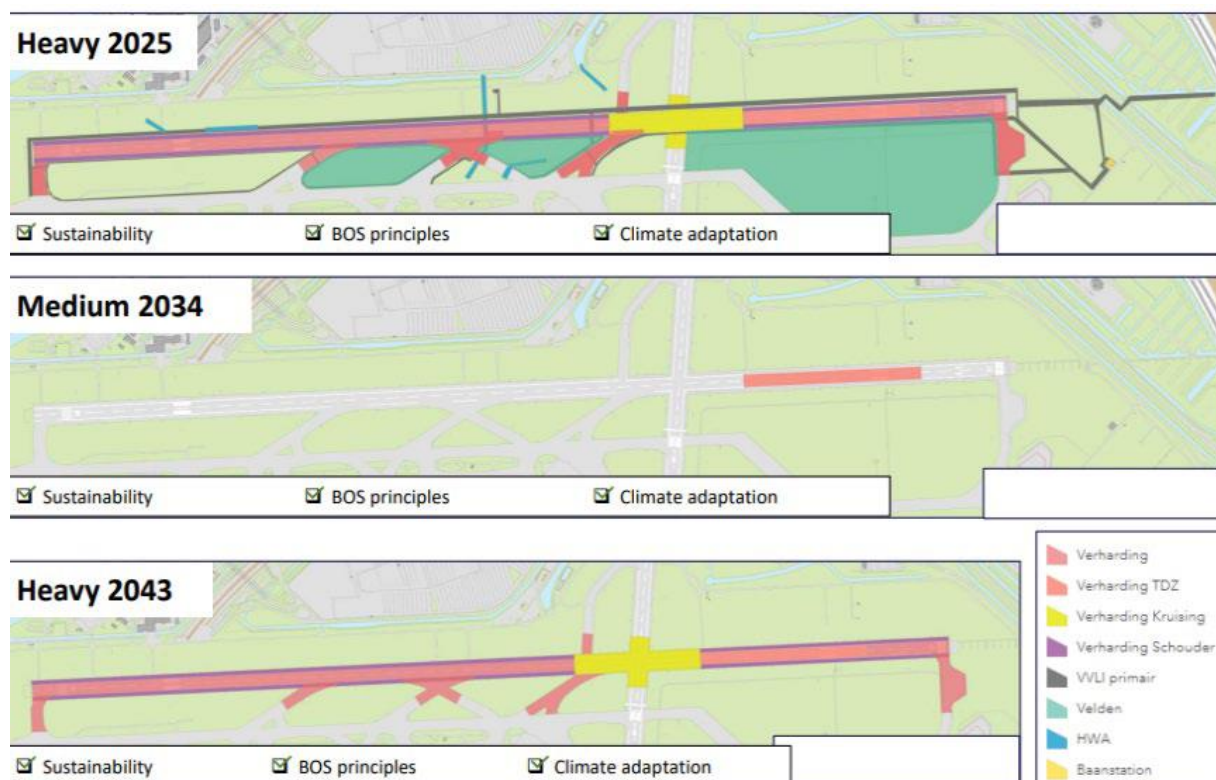 Heavy 2025
Sustainability BOS principles Climate adaptation
Medium 2034
Sustainability BOS principles Climate adaptation
Verharding
Verharding TDZ
Verharding Kruising
Verharding Schouder
VVLI primair
Velden
HWA
Baanstation
Heavy 2043
Sustainability BOS principles Climate adaptation